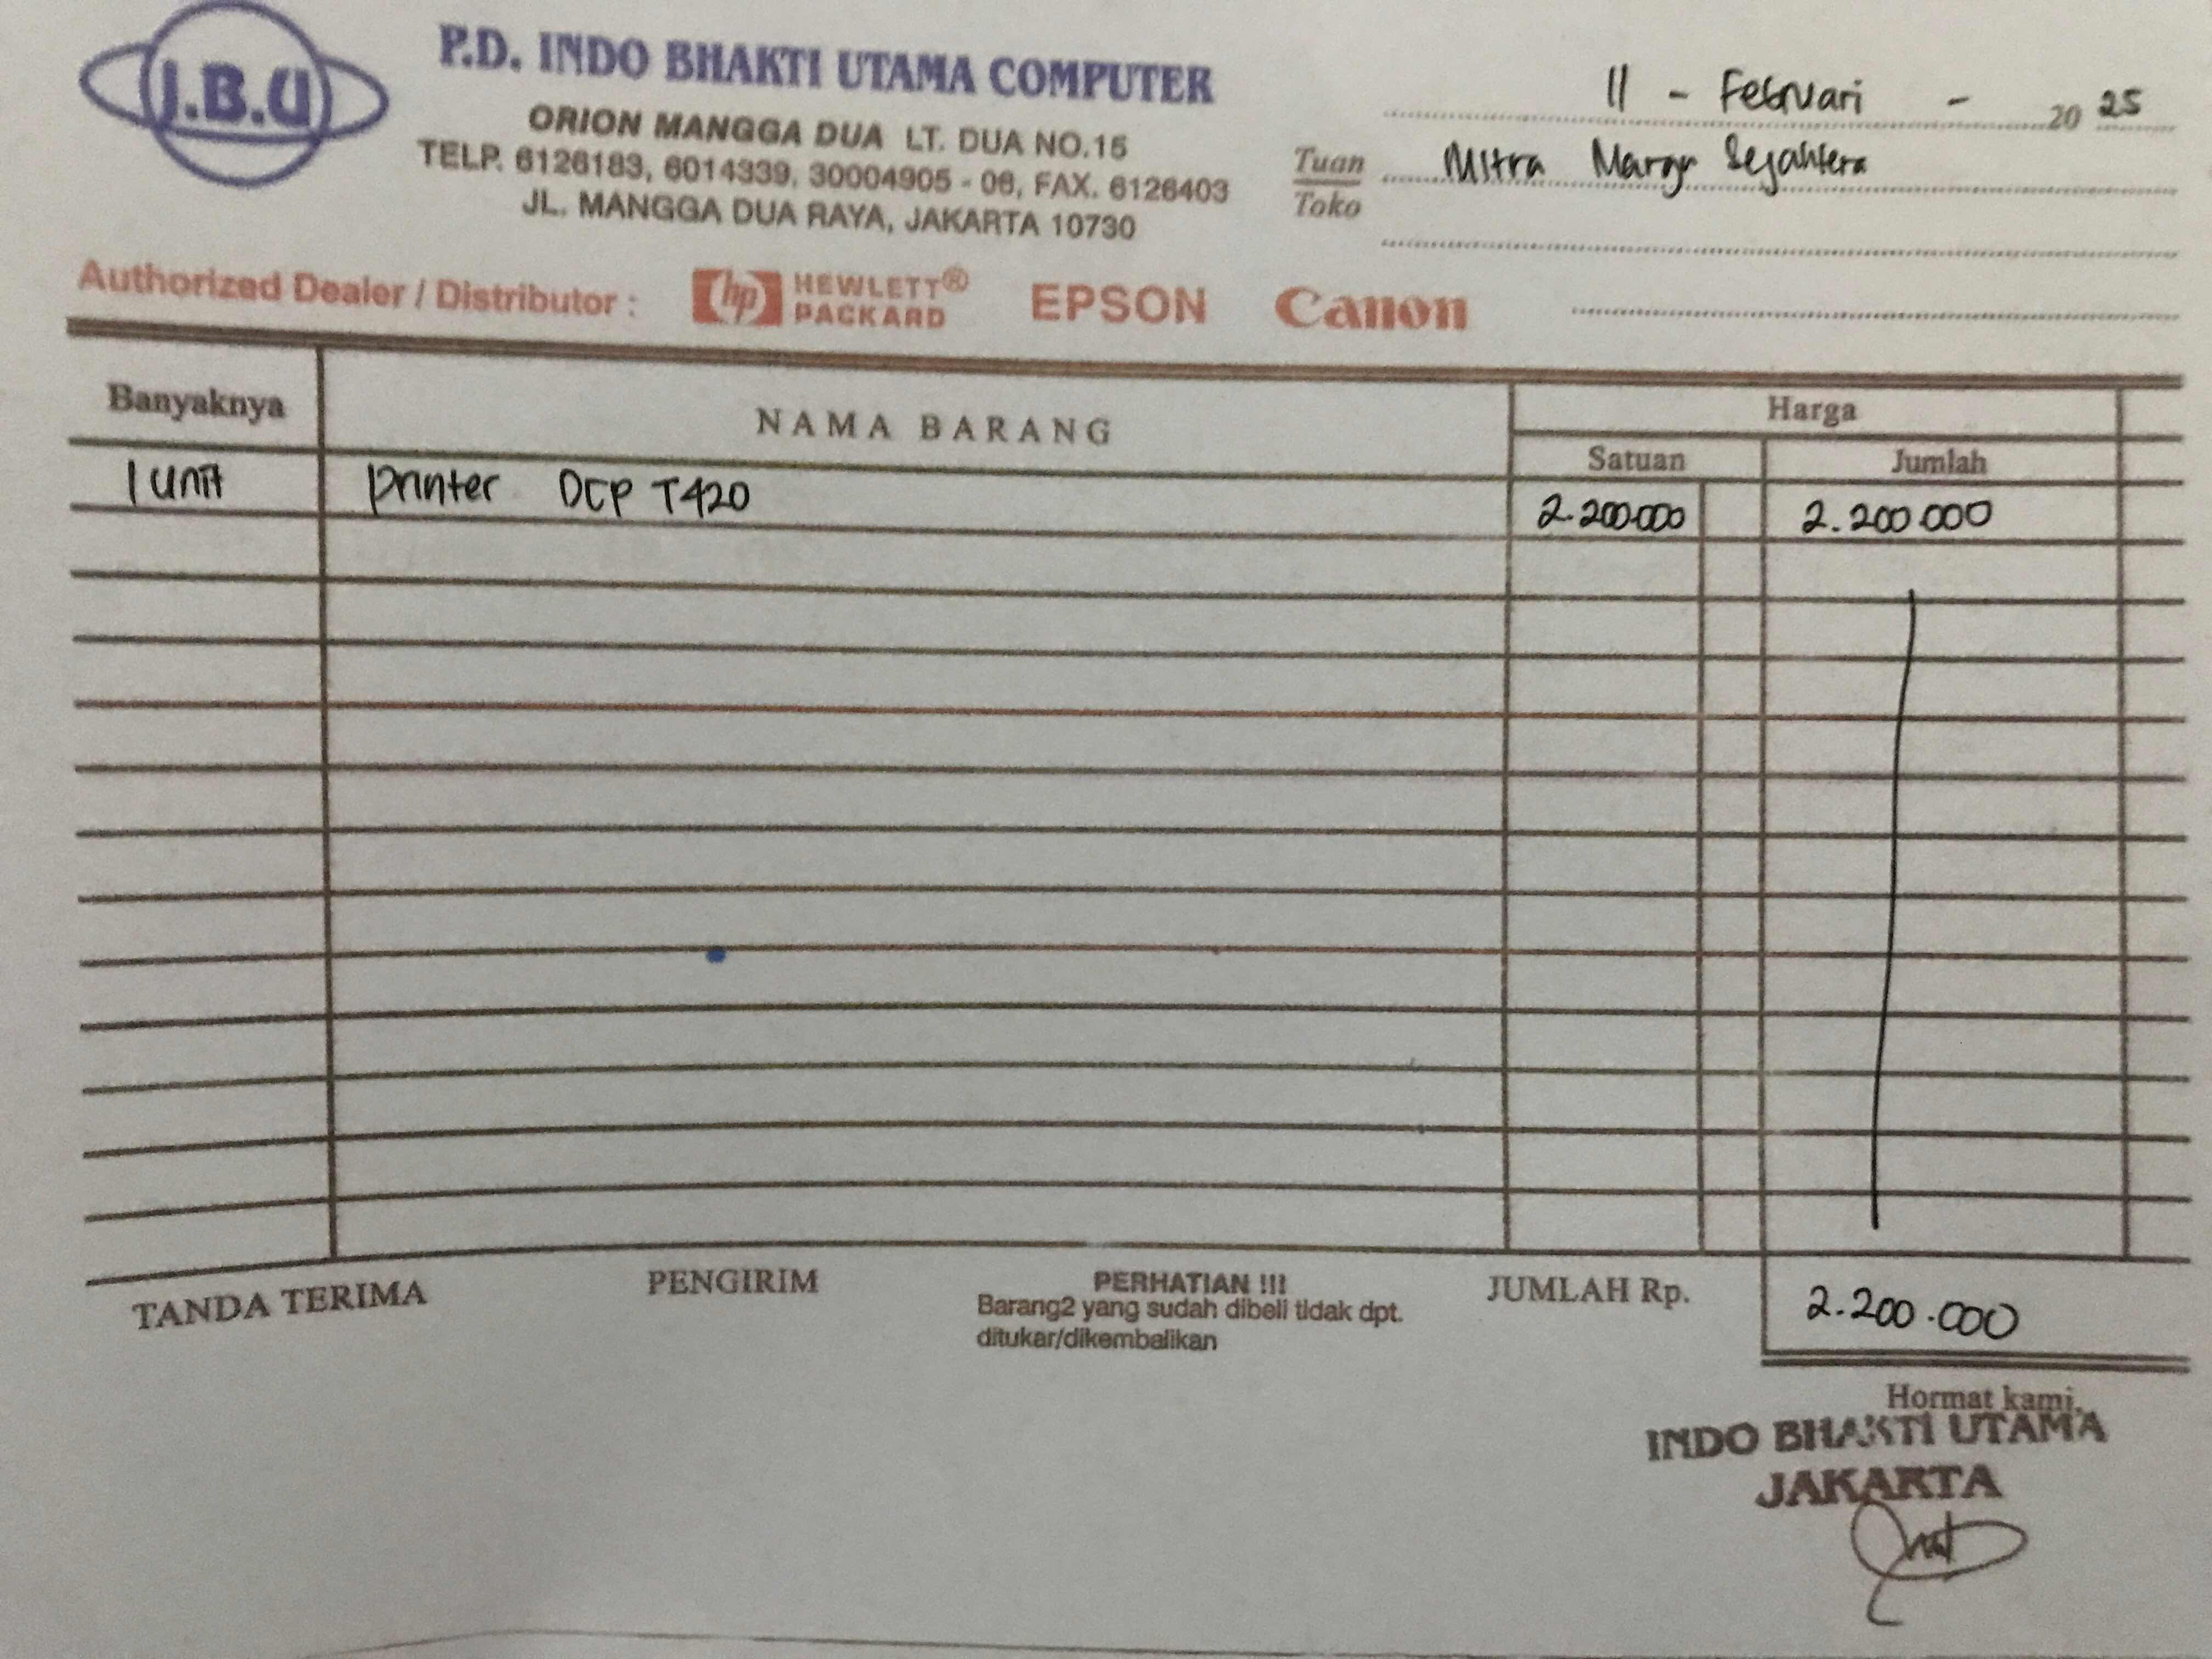 I.B.U
P.D. INDO BHAKTI UTAMA COMPUTER
ORION MANGGA DUA LT. DUA NO.15
TELP. 6126183, 6014339, 30004905 - 06, FAX. 6126403
JL. MANGGA DUA RAYA, JAKARTA 10730
11 - Februari - 20 25
Tuan Mitra Marga Sejahtera
Toko
Authorized Dealer / Distributor : hp HEWLETT® PACKARD EPSON Canon
Banyaknya NAMA BARANG Harga
Satuan Jumlah
1 unit printer DCP T420 2.200.000 2.200.000
TANDA TERIMA PENGIRIM PERHATIAN !!! JUMLAH Rp. 2.200.000
Barang2 yang sudah dibeli tidak dpt.
ditukar/dikembalikan
Hormat kami,
INDO BHAKTI UTAMA
JAKARTA